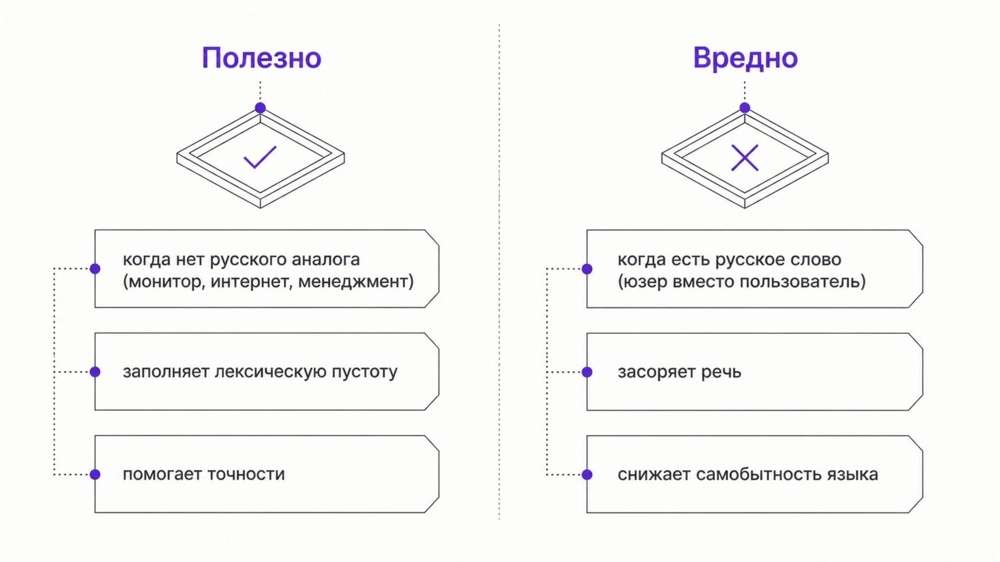 Полезно
когда нет русского аналога
(монитор, интернет, менеджмент)
заполняет лексическую пустоту
помогает точности
Вредно
когда есть русское слово
(юзер вместо пользователь)
засоряет речь
снижает самобытность языка